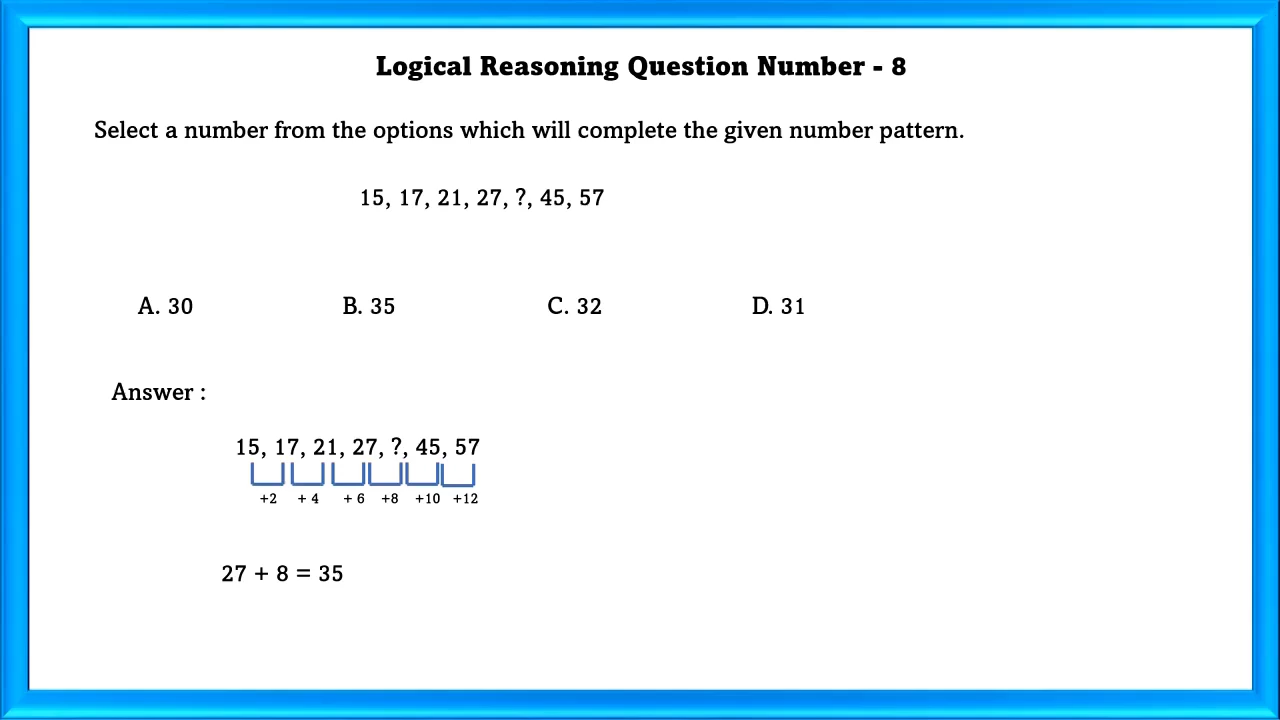 Logical Reasoning Question Number - 8
Select a number from the options which will complete the given number pattern.
15, 17, 21, 27, ?, 45, 57
A. 30 B. 35 C. 32 D. 31
Answer :
15, 17, 21, 27, ?, 45, 57
+2 + 4 + 6 +8 +10 +12
27 + 8 = 35